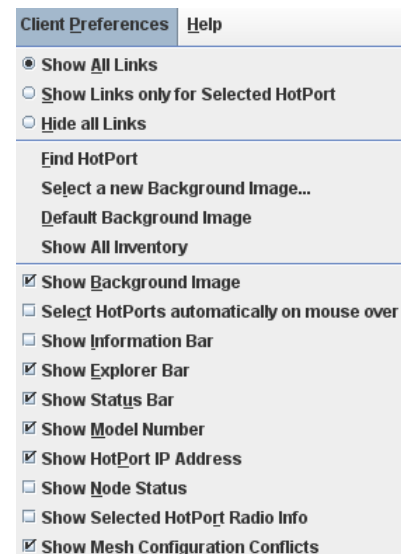 Client Preferences Help
Show All Links
Show Links only for Selected HotPort
Hide all Links
Find HotPort
Select a new Background Image...
Default Background Image
Show All Inventory
Show Background Image
Select HotPorts automatically on mouse over
Show Information Bar
Show Explorer Bar
Show Status Bar
Show Model Number
Show HotPort IP Address
Show Node Status
Show Selected HotPort Radio Info
Show Mesh Configuration Conflicts